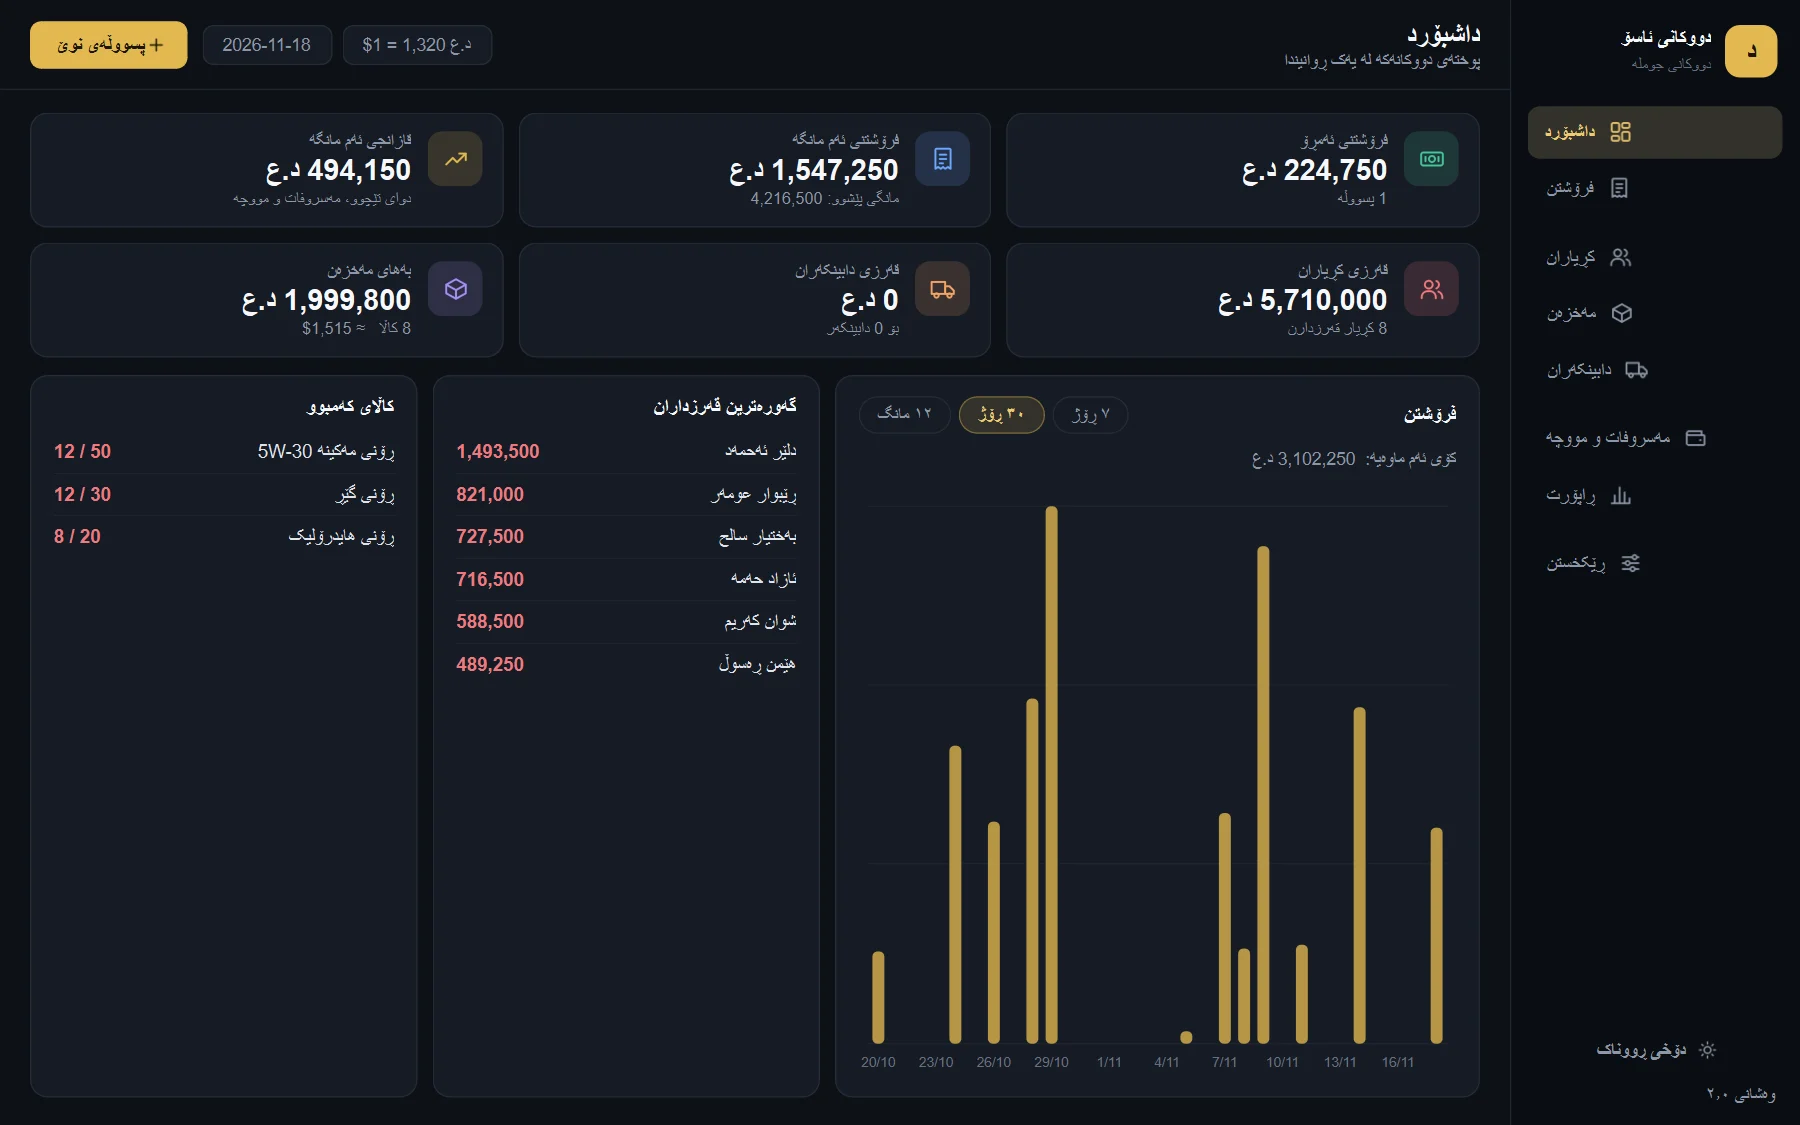 دووکانی ئاسۆ
دووکانی جوملە
د
داشبۆرد
فرۆشتن
کڕیاران
مەخزەن
دابینکەران
مەسروفات و مووچە
ڕاپۆرت
ڕێکخستن
دۆخی ڕووناک
وەشانی ٢.٠
داشبۆرد
پوختەی دووکانەکە لە یەک ڕوانیندا
$1 = 1,320 د.ع
2026-11-18
+ پسووڵەی نوێ
فرۆشتنی ئەمڕۆ
224,750 د.ع
1 پسووڵە
فرۆشتنی ئەم مانگە
1,547,250 د.ع
مانگی پێشوو: 4,216,500
قازانجی ئەم مانگە
494,150 د.ع
دوای تێچوو، مەسروفات و مووچە
قەرزی کڕیاران
5,710,000 د.ع
8 کڕیار قەرزدارن
قەرزی دابینکەران
0 د.ع
بۆ 0 دابینکەر
بەهای مەخزەن
1,999,800 د.ع
8 کاڵا ≈ $1,515
فرۆشتن
٧ ڕۆژ
٣٠ ڕۆژ
١٢ مانگ
کۆی ئەم ماوەیە: 3,102,250 د.ع
20/10 23/10 26/10 29/10 1/11 4/11 7/11 10/11 13/11 16/11
گەورەترین قەرزداران
دلێر ئەحمەد 1,493,500
ڕێبوار عومەر 821,000
بەختیار سالح 727,500
ئازاد حەمە 716,500
شوان کەریم 588,500
هێمن ڕەسوڵ 489,250
کاڵای کەمبوو
ڕۆنی مەکینە 5W-30 12 / 50
ڕۆنی گێڕ 12 / 30
ڕۆنی هایدرۆلیک 8 / 20